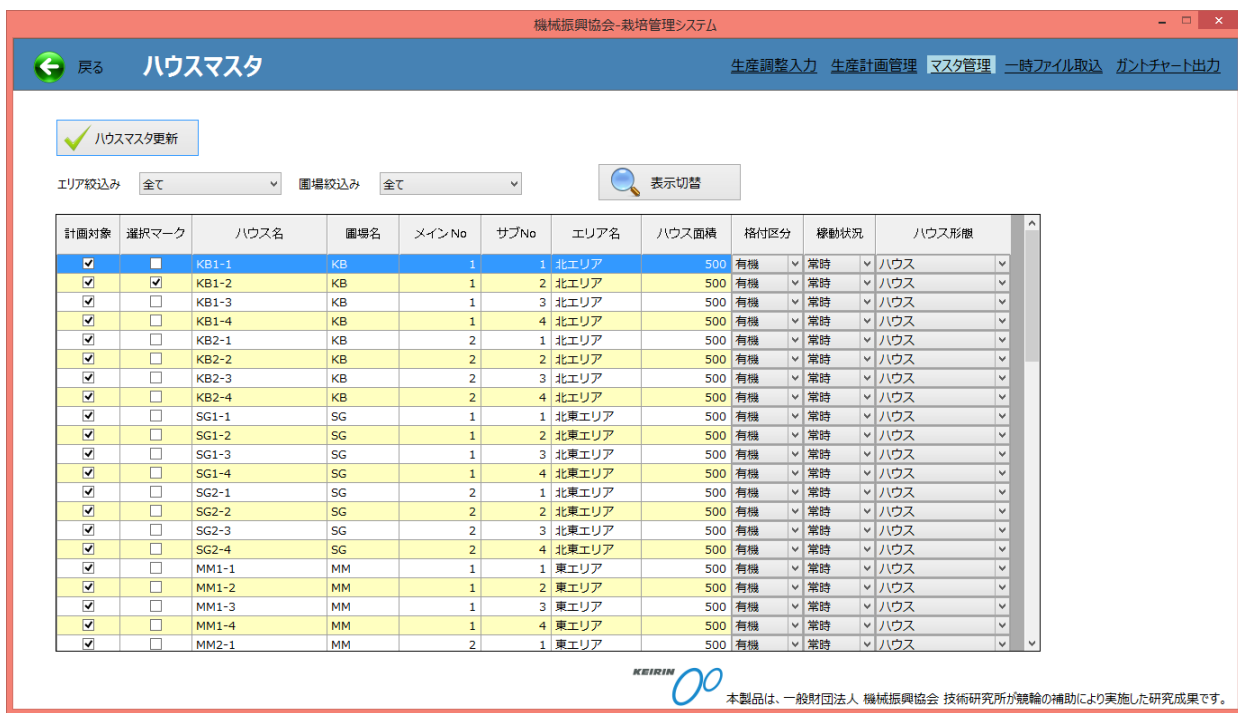 機械振興協会-栽培管理システム
戻る ハウスマスタ 生産調整入力 生産計画管理 マスタ管理 一時ファイル取込 ガントチャート出力
ハウスマスタ更新
エリア絞込み 全て 圃場絞込み 全て 表示切替
計画対象 選択マーク ハウス名 圃場名 メインNo サブNo エリア名 ハウス面積 格付区分 稼動状況 ハウス形態
KB1-1 KB 1 1 北エリア 500 有機 常時 ハウス
KB1-2 KB 1 2 北エリア 500 有機 常時 ハウス
KB1-3 KB 1 3 北エリア 500 有機 常時 ハウス
KB1-4 KB 1 4 北エリア 500 有機 常時 ハウス
KB2-1 KB 2 1 北エリア 500 有機 常時 ハウス
KB2-2 KB 2 2 北エリア 500 有機 常時 ハウス
KB2-3 KB 2 3 北エリア 500 有機 常時 ハウス
KB2-4 KB 2 4 北エリア 500 有機 常時 ハウス
SG1-1 SG 1 1 北東エリア 500 有機 常時 ハウス
SG1-2 SG 1 2 北東エリア 500 有機 常時 ハウス
SG1-3 SG 1 3 北東エリア 500 有機 常時 ハウス
SG1-4 SG 1 4 北東エリア 500 有機 常時 ハウス
SG2-1 SG 2 1 北東エリア 500 有機 常時 ハウス
SG2-2 SG 2 2 北東エリア 500 有機 常時 ハウス
SG2-3 SG 2 3 北東エリア 500 有機 常時 ハウス
SG2-4 SG 2 4 北東エリア 500 有機 常時 ハウス
MM1-1 MM 1 1 東エリア 500 有機 常時 ハウス
MM1-2 MM 1 2 東エリア 500 有機 常時 ハウス
MM1-3 MM 1 3 東エリア 500 有機 常時 ハウス
MM1-4 MM 1 4 東エリア 500 有機 常時 ハウス
MM2-1 MM 2 1 東エリア 500 有機 常時 ハウス
KEIRIN
本製品は、一般財団法人 機械振興協会 技術研究所が競輪の補助により実施した研究成果です。